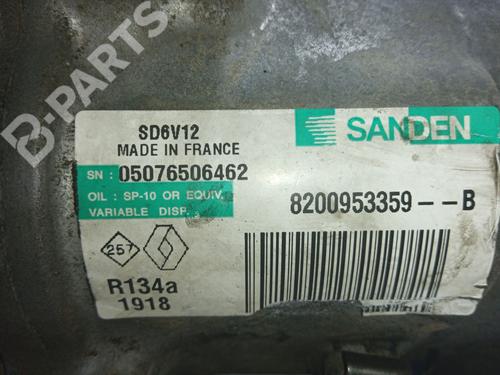 B-PARTS
SD6V12
MADE IN FRANCE
SANDEN
SN : 05076506462
OIL : SP-10 OR EQUIV.
VARIABLE DISP.
8200953359--B
257
R134a
1918